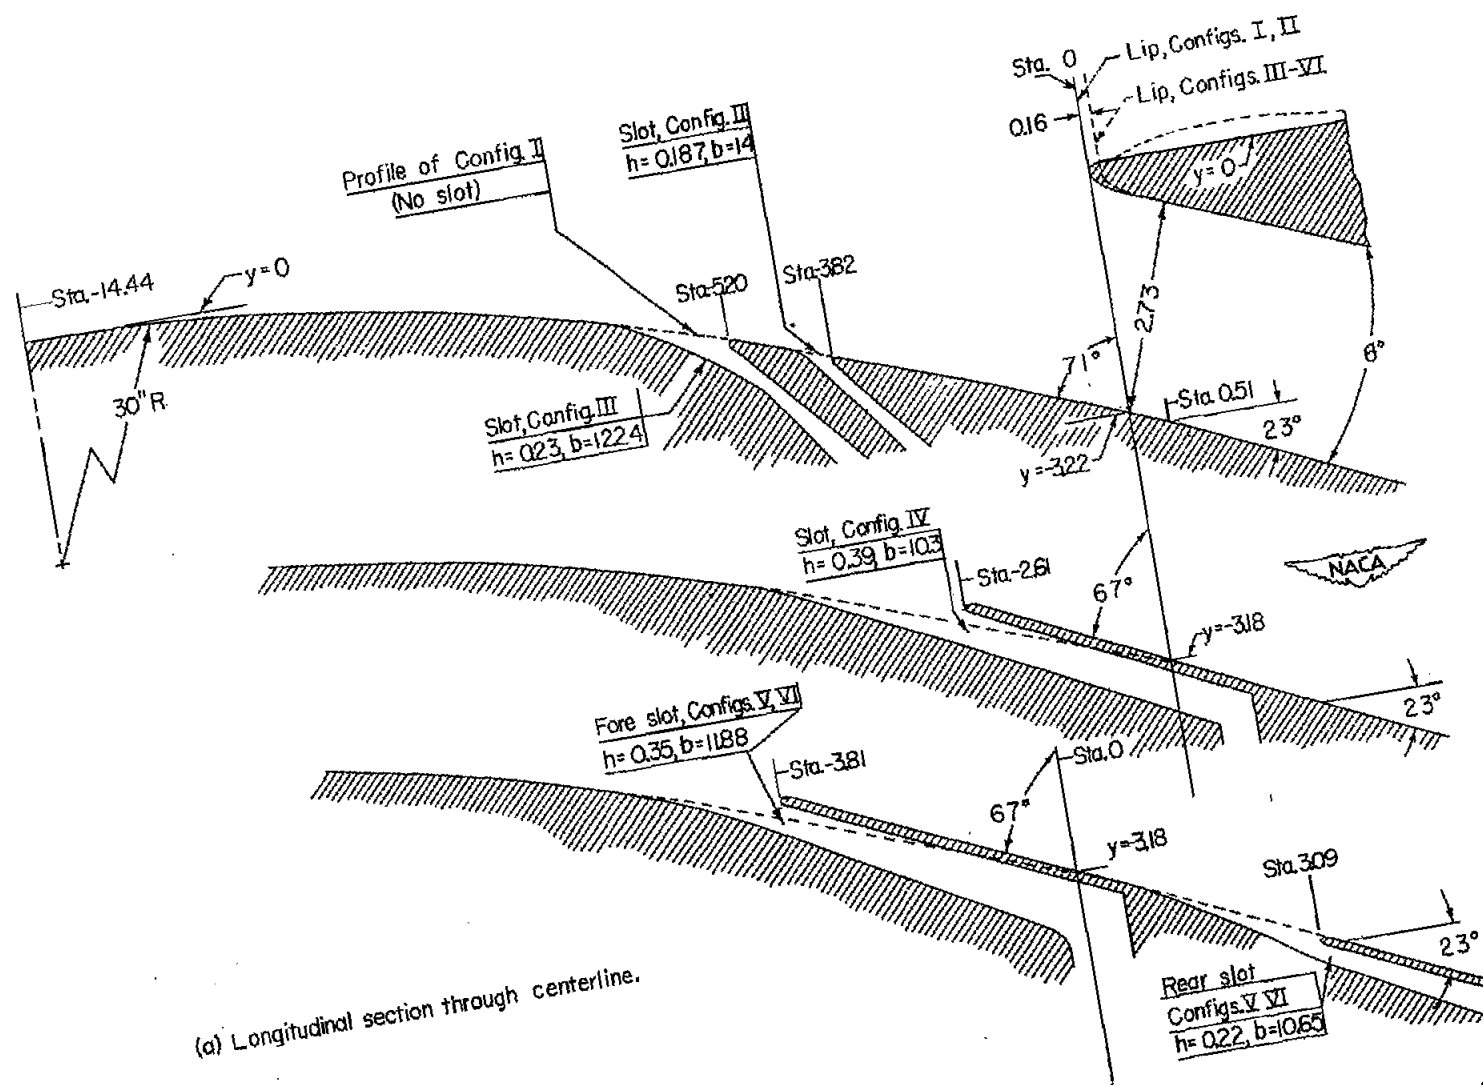 Sta. 0
Lip, Configs. I, II
Lip, Configs. III-VI
0.16
Slot, Config. II
h= 0.187, b=14
Profile of Config. I
(No slot)
y= 0
Sta.-14.44
y=0
Sta-5.20
Sta-3.82
2.73
71°
8°
30"R
Slot, Config. III
h= 0.23, b=12.24
Sta. 0.51
23°
y=-3.22
Slot, Config. IV
h= 0.39, b=10.3
Sta-2.61
67°
NACA
y=-3.18
23°
Fore slot, Configs. V, VI
h= 0.35, b=11.88
Sta.-3.81
Sta.0
67°
y=-3.18
Sta. 3.09
23°
Rear slot
Configs. V VI
h= 0.22, b=10.65
(a) Longitudinal section through centerline.